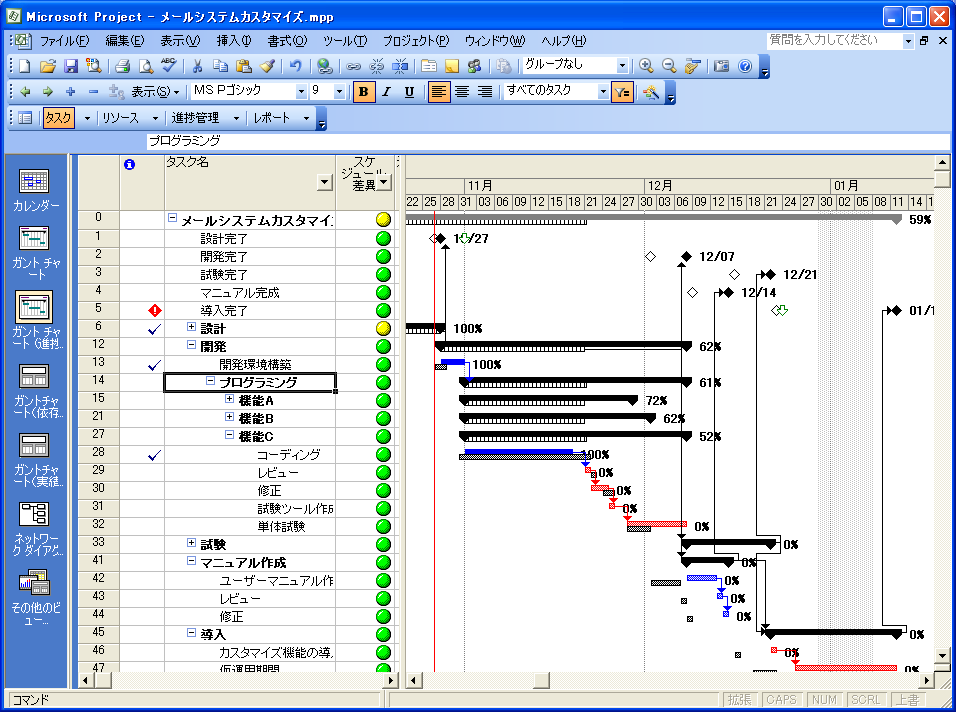 Microsoft Project - メールシステムカスタマイズ.mpp
ファイル(F) 編集(E) 表示(V) 挿入(I) 書式(O) ツール(T) プロジェクト(P) ウィンドウ(W) ヘルプ(H) 質問を入力してください
グループなし
表示(S) MS Pゴシック 9 B I U すべてのタスク
タスク リソース 進捗管理 レポート
プログラミング
カレンダー
ガント チャート
ガント チャート (進捗...
ガントチャート(依存...
ガントチャート(実績...
ネットワーク ダイアグ...
その他のビュー...
タスク名 スケジュール差異
11月 12月 01月
22 25 28 31 03 06 09 12 15 18 21 24 27 30 03 06 09 12 15 18 21 24 27 30 02 05 08 11 14 1
0 メールシステムカスタマイズ 59%
1 設計完了 10/27
2 開発完了 12/07
3 試験完了 12/21
4 マニュアル完成 12/14
5 導入完了 01/1
6 設計 100%
12 開発 62%
13 開発環境構築 100%
14 プログラミング 61%
15 機能A 72%
21 機能B 62%
27 機能C 52%
28 コーディング 100%
29 レビュー 0%
30 修正 0%
31 試験ツール作成 0%
32 単体試験 0%
33 試験 0%
41 マニュアル作成 0%
42 ユーザーマニュアル作 0%
43 レビュー 0%
44 修正 0%
45 導入 0%
46 カスタマイズ機能の導 0%
47 仮運用期間 0%
コマンド 拡張 CAPS NUM SCRL 上書